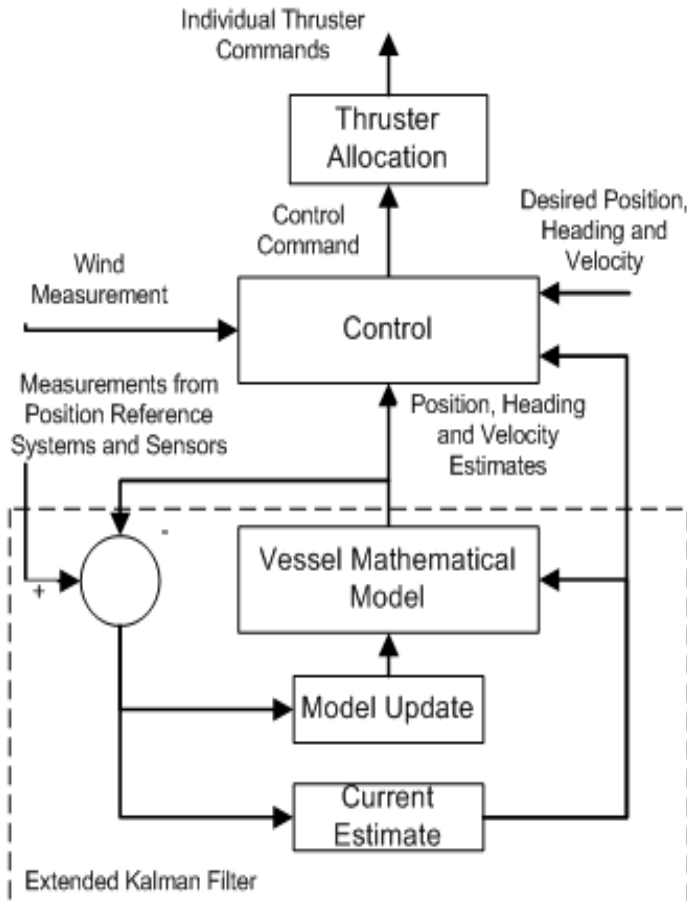 Individual Thruster
Commands
Thruster
Allocation
Control
Command
Desired Position,
Heading and
Velocity
Wind
Measurement
Control
Measurements from
Position Reference
Systems and Sensors
Position, Heading
and Velocity
Estimates
-
+
Vessel Mathematical
Model
Model Update
Current
Estimate
Extended Kalman Filter